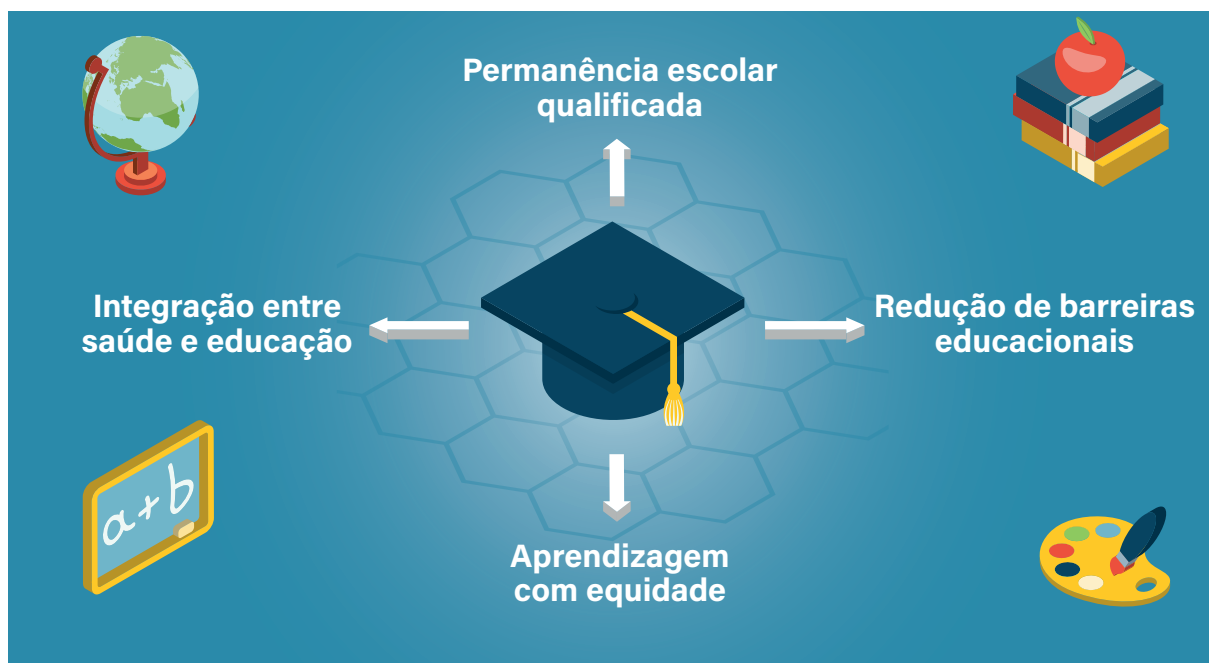 Permanência escolar
qualificada
Integração entre
saúde e educação
Redução de barreiras
educacionais
a+b
Aprendizagem
com equidade